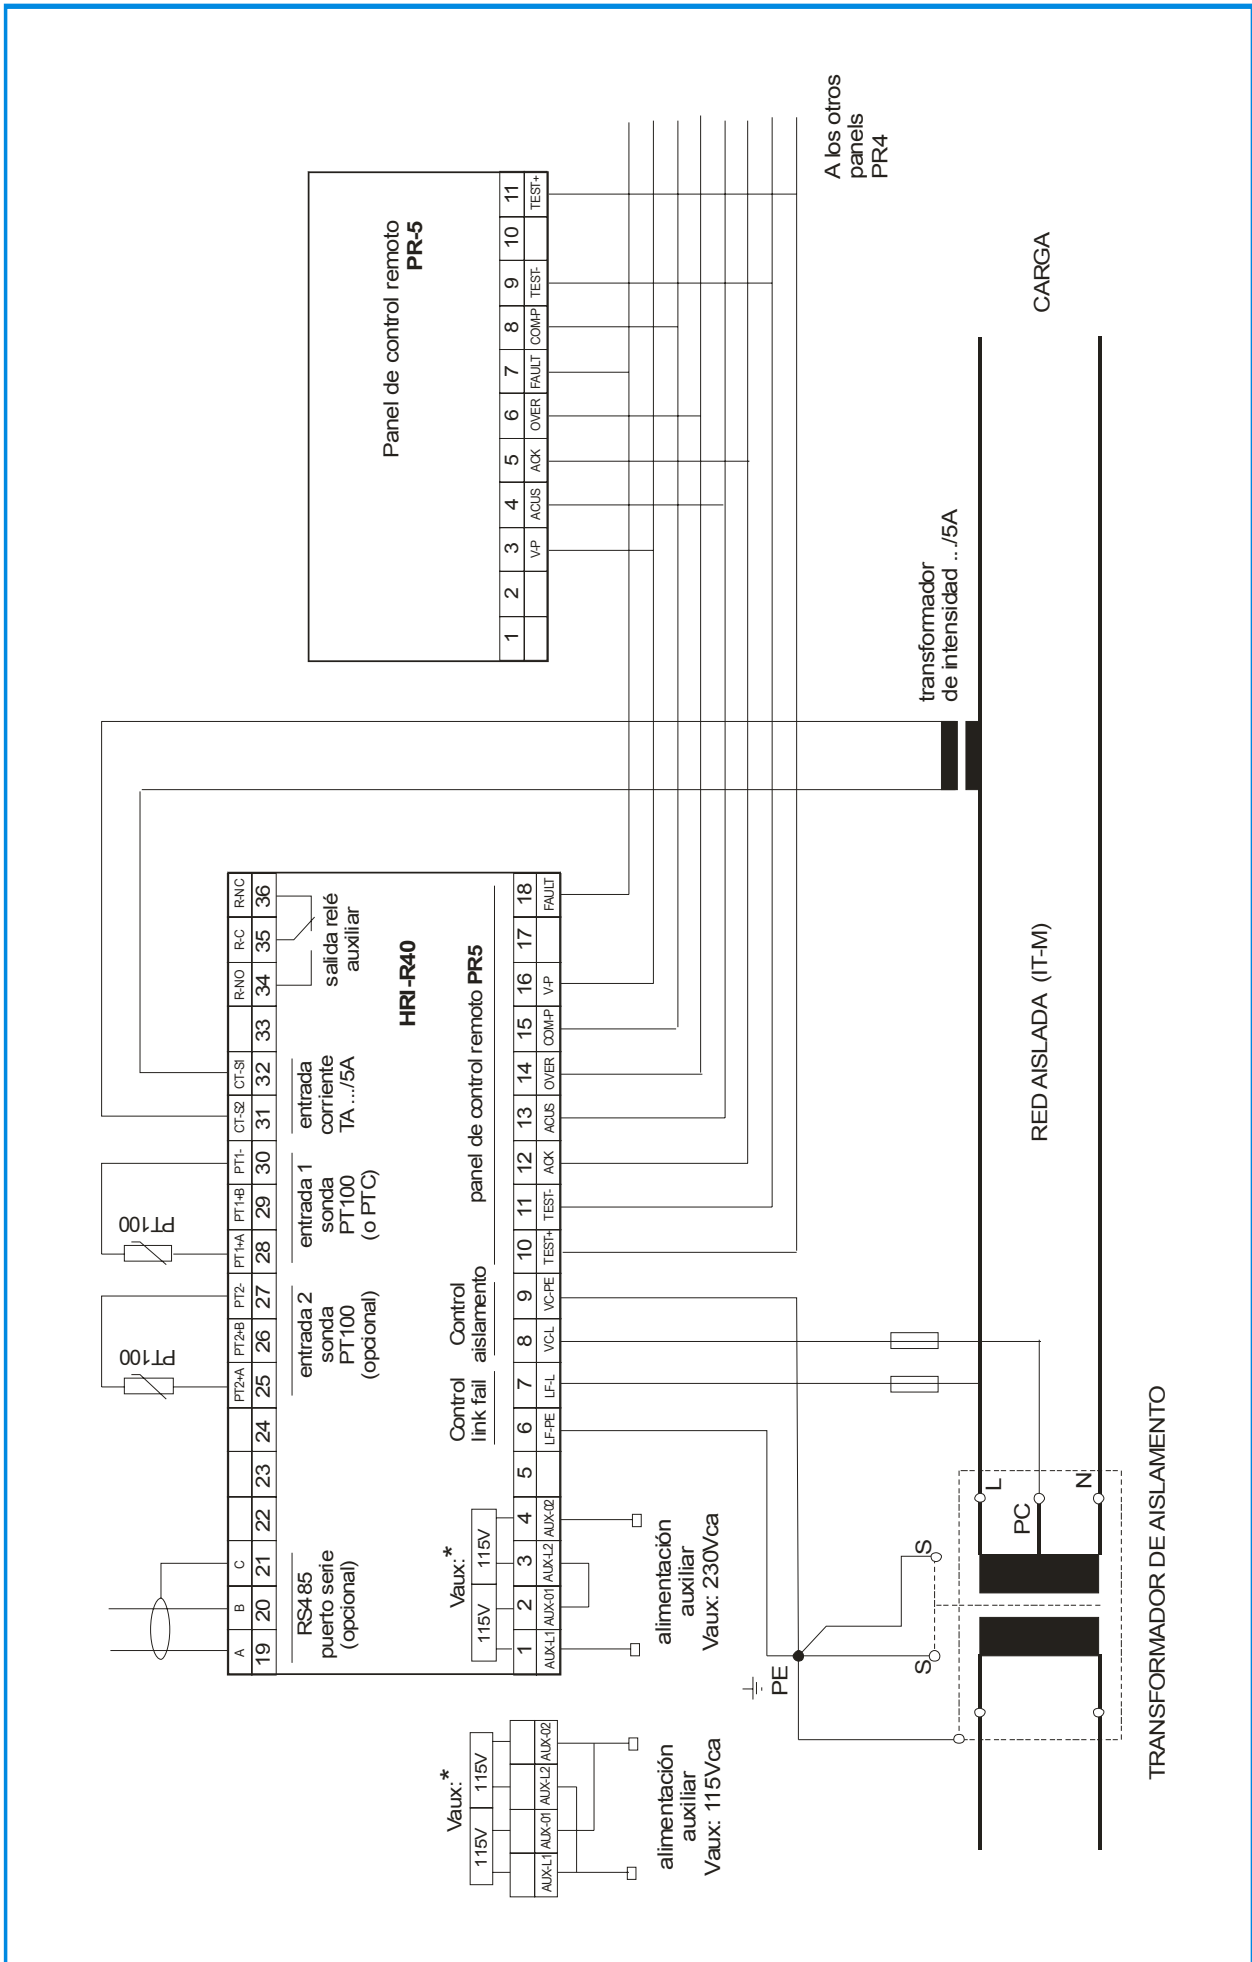 R-NC
R-C
R-NO
CT-S1
CT-S2
PT1-
PT1+B
PT1+A
PT2-
PT2+B
PT2+A
C
B
A
36
35
34
33
32
31
30
29
28
27
26
25
24
23
22
21
20
19
PT100
PT100
salida relé
auxiliar
entrada
corriente
TA .../5A
entrada 1
sonda
PT100
(o PTC)
entrada 2
sonda
PT100
(opcional)
RS485
puerto serie
(opcional)
HRI-R40
panel de control remoto PR5
Control
aislamento
Control
link fail
Vaux:*
115V
115V
1
2
3
4
5
6
7
8
9
10
11
12
13
14
15
16
17
18
AUX-L1
AUX-01
AUX-L2
AUX-02
LF-PE
LF-L
VC-L
VC-PE
TEST+
TEST-
ACK
ACUS
OVER
COM-P
V-P
FAULT
Panel de control remoto
PR-5
1
2
3
4
5
6
7
8
9
10
11
V-P
ACUS
ACK
OVER
FAULT
COM-P
TEST-
TEST+
A los otros
panels
PR4
Vaux:*
115V
115V
AUX-L1
AUX-01
AUX-L2
AUX-02
alimentación
auxiliar
Vaux: 115Vca
alimentación
auxiliar
Vaux: 230Vca
PE
S
S
L
PC
N
transformador
de intensidad .../5A
RED AISLADA (IT-M)
CARGA
TRANSFORMADOR DE AISLAMENTO